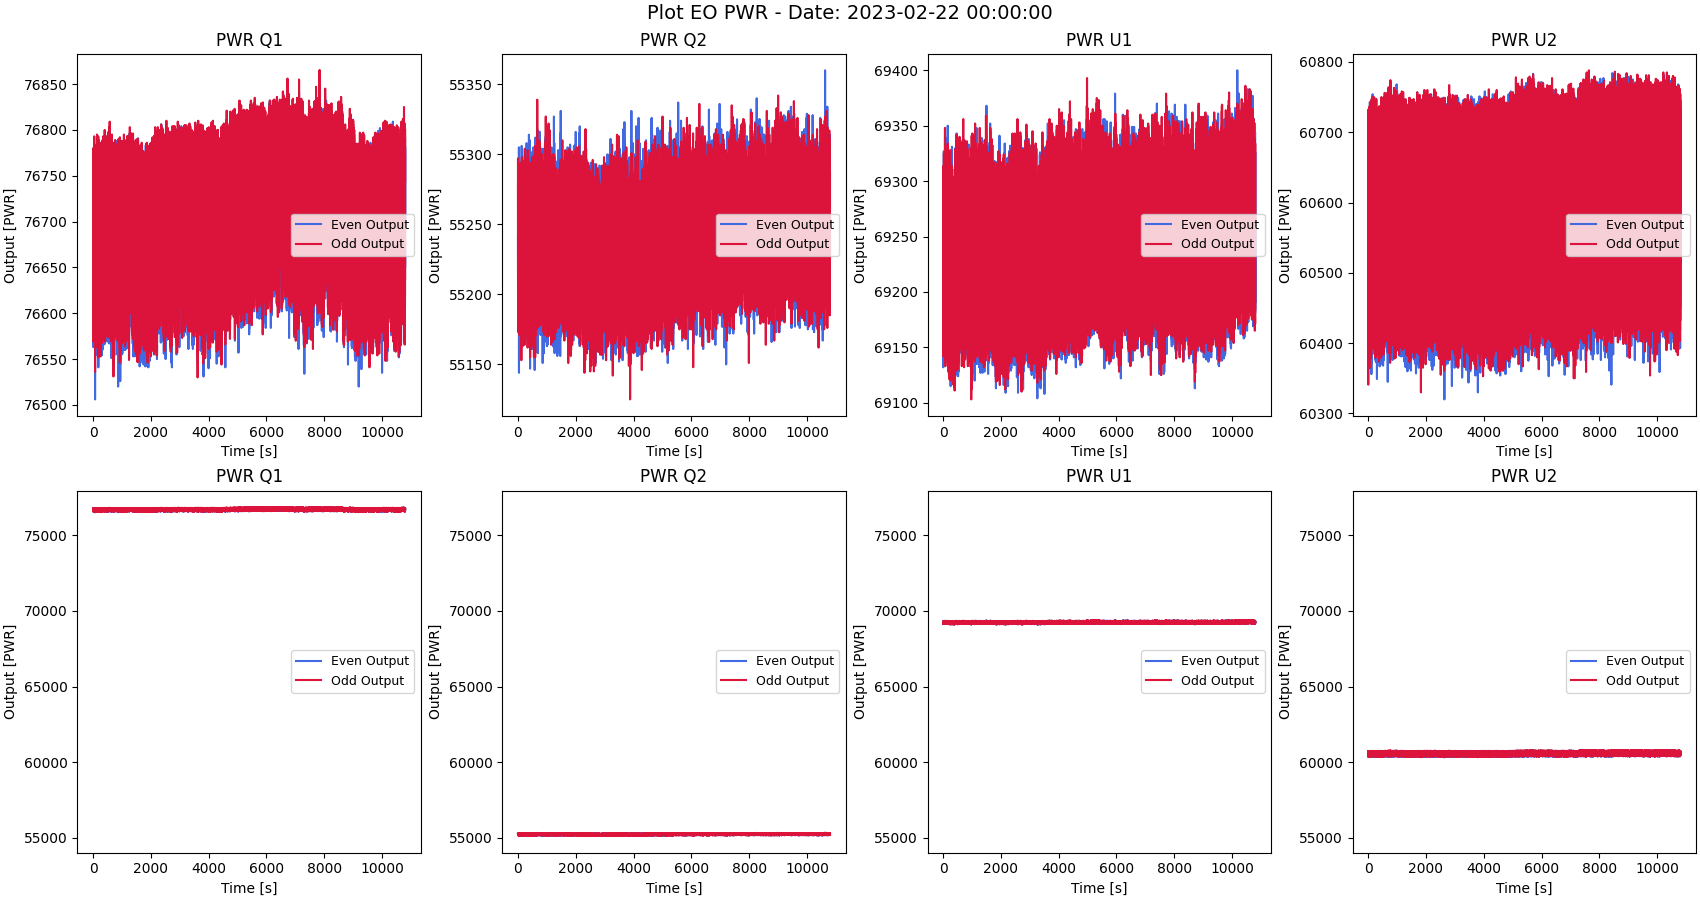 Plot EO PWR - Date: 2023-02-22 00:00:00
PWR Q1
Output [PWR]
76850
76800
76750
76700
76650
76600
76550
76500
Even Output
Odd Output
0 2000 4000 6000 8000 10000
Time [s]
PWR Q2
Output [PWR]
55350
55300
55250
55200
55150
Even Output
Odd Output
0 2000 4000 6000 8000 10000
Time [s]
PWR U1
Output [PWR]
69400
69350
69300
69250
69200
69150
69100
Even Output
Odd Output
0 2000 4000 6000 8000 10000
Time [s]
PWR U2
Output [PWR]
60800
60700
60600
60500
60400
60300
Even Output
Odd Output
0 2000 4000 6000 8000 10000
Time [s]
PWR Q1
Output [PWR]
75000
70000
65000
60000
55000
Even Output
Odd Output
0 2000 4000 6000 8000 10000
Time [s]
PWR Q2
Output [PWR]
75000
70000
65000
60000
55000
Even Output
Odd Output
0 2000 4000 6000 8000 10000
Time [s]
PWR U1
Output [PWR]
75000
70000
65000
60000
55000
Even Output
Odd Output
0 2000 4000 6000 8000 10000
Time [s]
PWR U2
Output [PWR]
75000
70000
65000
60000
55000
Even Output
Odd Output
0 2000 4000 6000 8000 10000
Time [s]